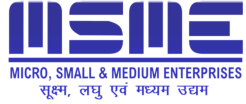 MSME
MICRO, SMALL & MEDIUM ENTERPRISES
सूक्ष्म, लघु एवं मध्यम उद्यम